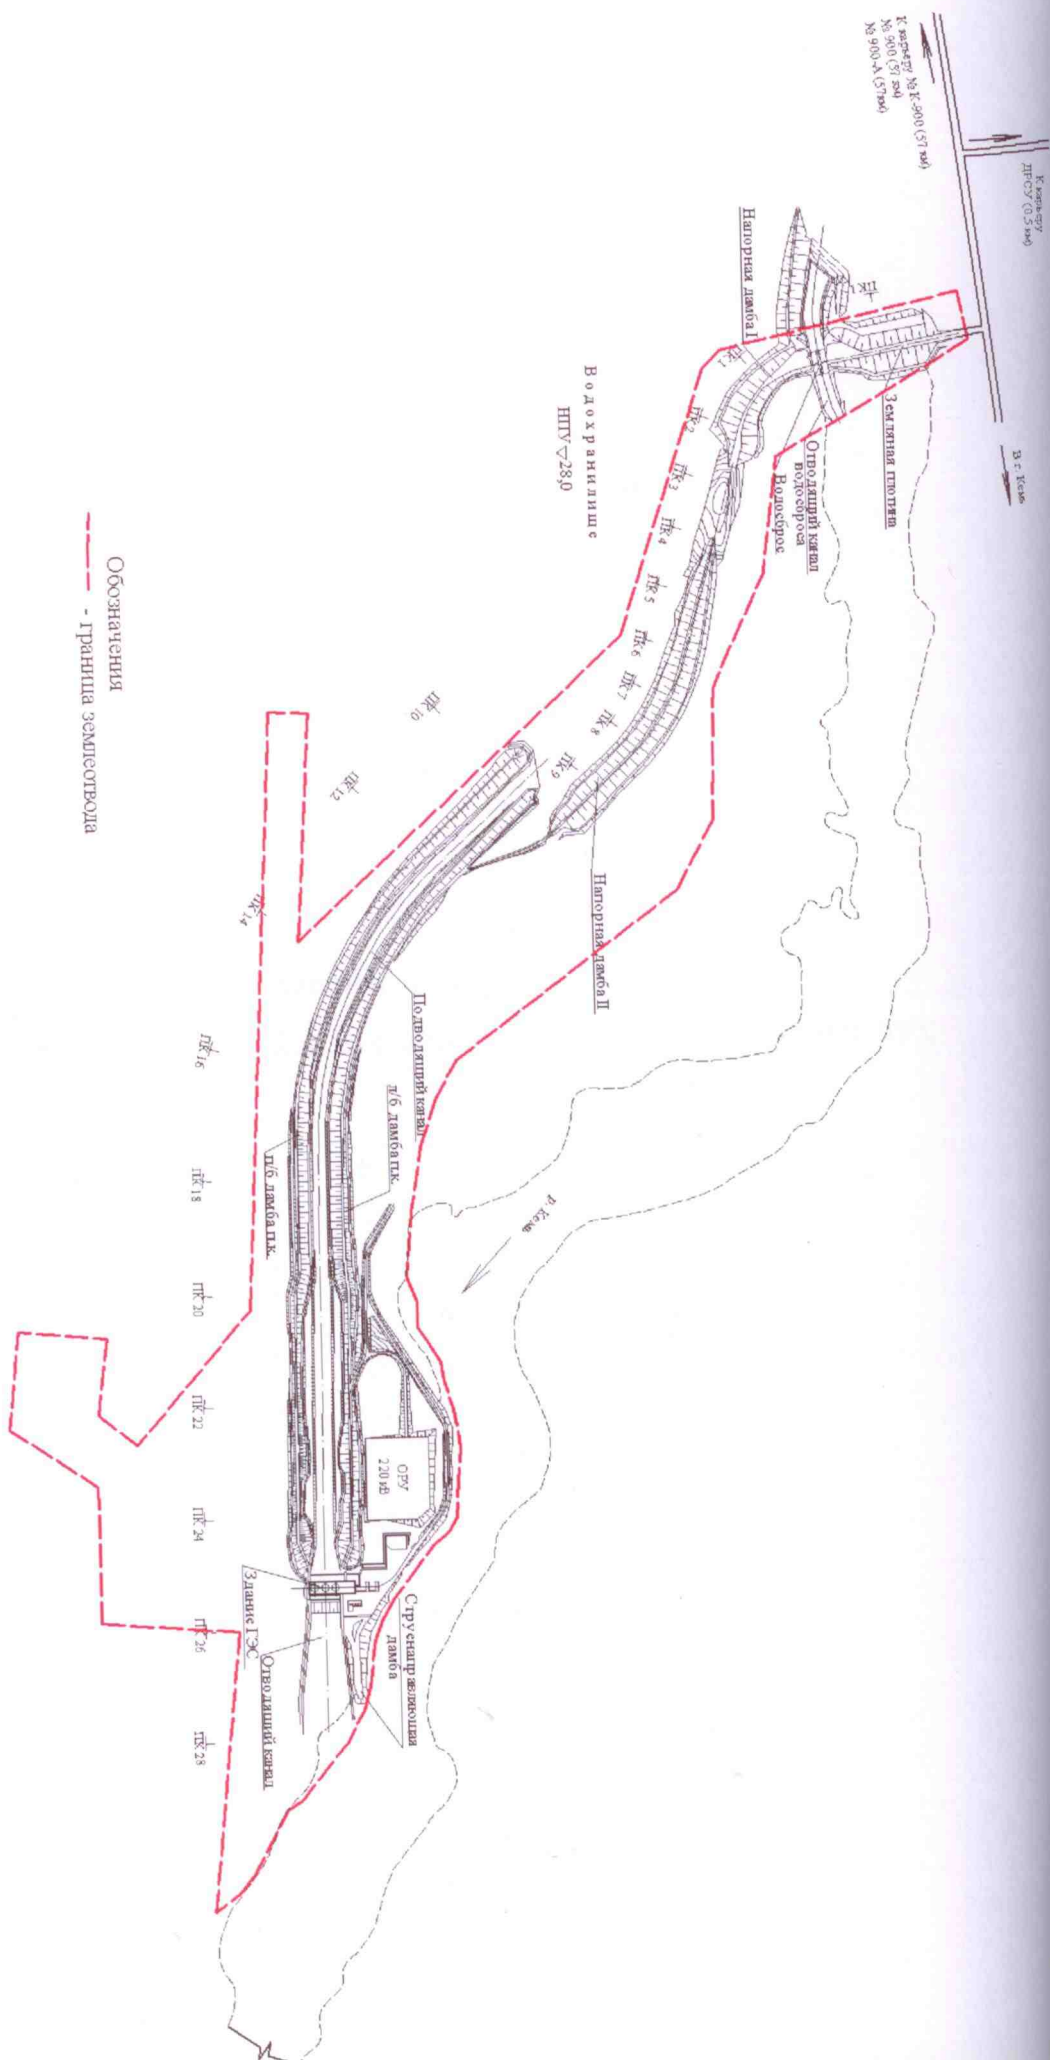 К карьеру № К-900 (57 км)
№ 900 (57 км)
№ 900-А (57км)
К карьеру
ДРСУ (0,5 км)
В г. Кемь
Напорная дамба I
Земляная плотина
Отводящий канал
водосброса
Водосброс
Водохранилище
НПУ ▽28,0
ПК 1
ПК 2
ПК 3
ПК 4
ПК 5
ПК 6
ПК 7
ПК 8
ПК 9
ПК 10
ПК 12
ПК 14
ПК 16
ПК 18
ПК 20
ПК 22
ПК 24
ПК 26
ПК 28
Напорная дамба II
Подводящий канал
л/б дамба п.к.
п/б дамба п.к.
р. Кемь
ОРУ
220 кВ
Здание ГЭС
Отводящий канал
Струенаправляющая
дамба
Обозначения
- граница землеотвода